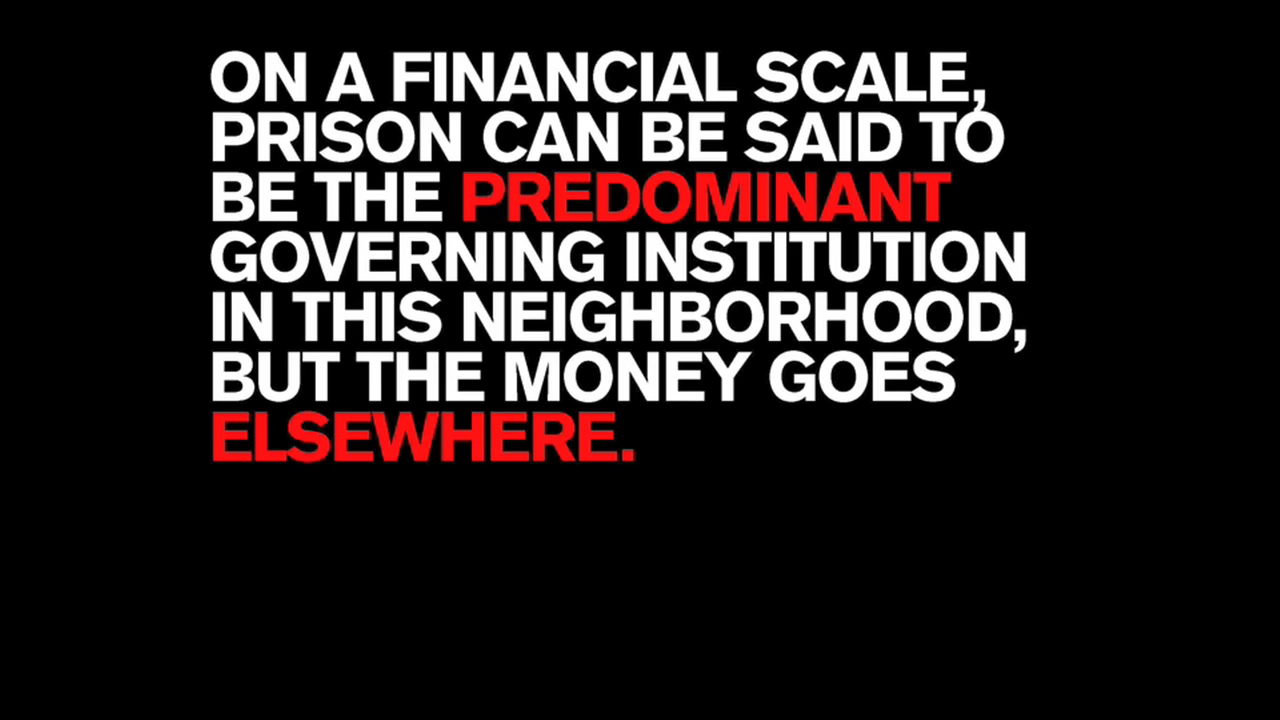 ON A FINANCIAL SCALE,
PRISON CAN BE SAID TO
BE THE PREDOMINANT
GOVERNING INSTITUTION
IN THIS NEIGHBORHOOD,
BUT THE MONEY GOES
ELSEWHERE.